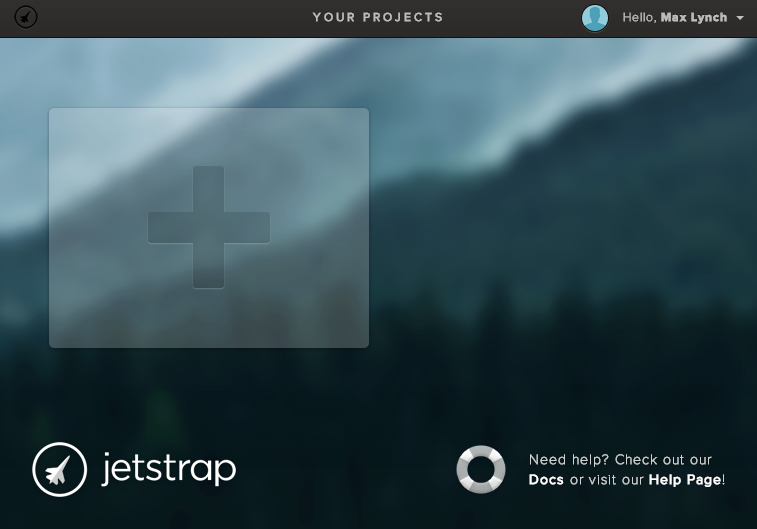 YOUR PROJECTS
Hello, Max Lynch
jetstrap
Need help? Check out our
Docs or visit our Help Page!